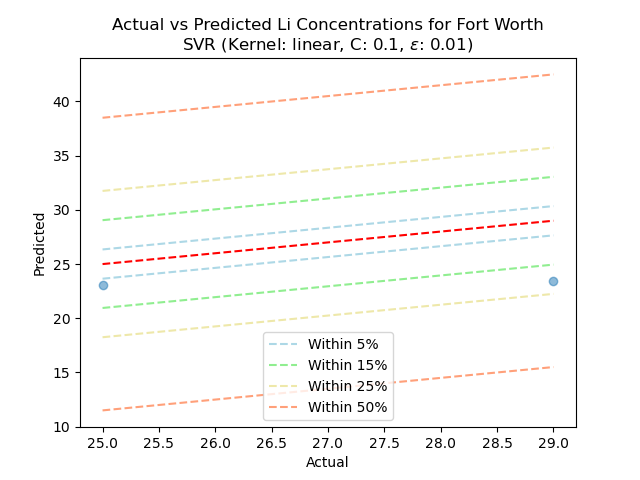 Actual vs Predicted Li Concentrations for Fort Worth
SVR (Kernel: linear, C: 0.1, ε: 0.01)
Predicted
40
35
30
25
20
15
10
Within 5%
Within 15%
Within 25%
Within 50%
25.0 25.5 26.0 26.5 27.0 27.5 28.0 28.5 29.0
Actual